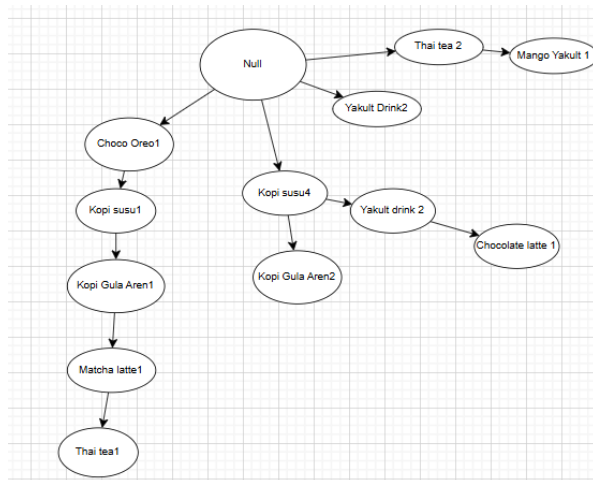 Null
Thai tea 2
Mango Yakult 1
Yakult Drink2
Choco Oreo1
Kopi susu4
Kopi susu1
Yakult drink 2
Chocolate latte 1
Kopi Gula Aren2
Kopi Gula Aren1
Matcha latte1
Thai tea1